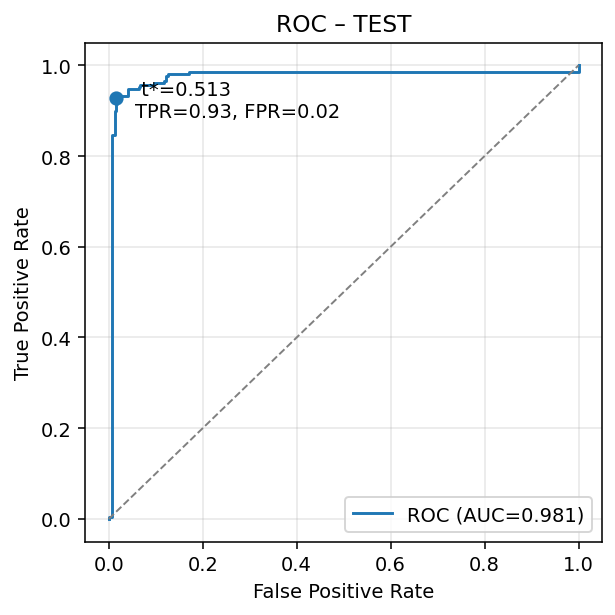 ROC – TEST
1.0
0.8
0.6
0.4
0.2
0.0
True Positive Rate
t*=0.513
TPR=0.93, FPR=0.02
ROC (AUC=0.981)
0.0 0.2 0.4 0.6 0.8 1.0
False Positive Rate